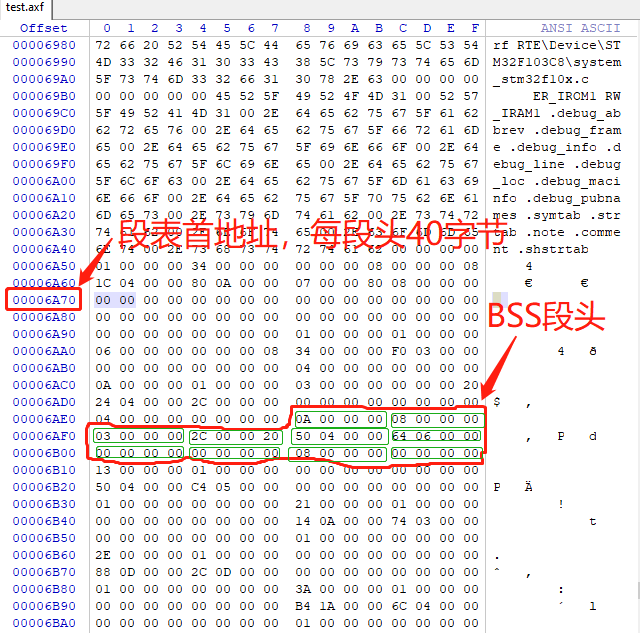 test.axf
Offset 0 1 2 3 4 5 6 7 8 9 A B C D E F ANSI ASCII
00006980 72 66 20 52 54 45 5C 44 65 76 69 63 65 5C 53 54 rf RTE\Device\ST
00006990 4D 33 32 46 31 30 33 43 38 5C 73 79 73 74 65 6D M32F103C8\system
000069A0 5F 73 74 6D 33 32 66 31 30 78 2E 63 00 00 00 00 _stm32f10x.c
000069B0 00 00 00 00 00 45 52 5F 49 52 4F 4D 31 00 52 57 ER_IROM1 RW
000069C0 5F 49 52 41 4D 31 00 2E 64 65 62 75 67 5F 61 62 _IRAM1 .debug_ab
000069D0 62 72 65 76 00 2E 64 65 62 75 67 5F 66 72 61 6D brev .debug_fram
000069E0 65 00 2E 64 65 62 75 67 5F 69 6E 66 6F 00 2E 64 e .debug_info .d
000069F0 65 62 75 67 5F 6C 69 6E 65 00 2E 64 65 62 75 67 ebug_line .debug
00006A00 5F 6C 6F 63 00 2E 64 65 62 75 67 5F 6D 61 63 69 _loc .debug_maci
00006A10 6E 66 6F 00 2E 64 65 62 75 67 5F 70 75 62 6E 61 nfo .debug_pubna
00006A20 6D 65 73 00 2E 73 79 6D 74 61 62 00 2E 73 74 72 mes .symtab .str
00006A30 74 61 62 00 2E 6E 6F 74 65 00 2E 63 6F 6D 6D 65 tab .note .comme
段表首地址，每段头40字节
00006A40 6E 74 00 2E 73 68 73 74 72 74 61 62 00 00 00 00 nt .shstrtab
00006A50 01 00 00 00 34 00 00 00 00 00 00 08 00 00 00 08 4
00006A60 1C 04 00 00 80 0A 00 00 07 00 00 00 80 08 00 00 € €
00006A70 00 00 00 00 00 00 00 00 00 00 00 00 00 00 00 00
BSS段头
00006A80 00 00 00 00 00 00 00 00 00 00 00 00 00 00 00 00
00006A90 00 00 00 00 00 00 00 00 01 00 00 00 01 00 00 00
00006AA0 06 00 00 00 00 00 00 08 34 00 00 00 F0 03 00 00 4 ð
00006AB0 00 00 00 00 00 00 00 00 04 00 00 00 00 00 00 00
00006AC0 0A 00 00 00 01 00 00 00 03 00 00 00 00 00 00 20
00006AD0 24 04 00 00 2C 00 00 00 00 00 00 00 00 00 00 00 $ ,
00006AE0 04 00 00 00 00 00 00 00 0A 00 00 00 08 00 00 00
00006AF0 03 00 00 00 2C 00 00 20 50 04 00 00 64 06 00 00 , P d
00006B00 00 00 00 00 00 00 00 00 08 00 00 00 00 00 00 00
00006B10 13 00 00 00 01 00 00 00 00 00 00 00 00 00 00 00
00006B20 50 04 00 00 C4 05 00 00 00 00 00 00 00 00 00 00 P Ä
00006B30 01 00 00 00 00 00 00 00 21 00 00 00 01 00 00 00 !
00006B40 00 00 00 00 00 00 00 00 14 0A 00 00 74 03 00 00 t
00006B50 00 00 00 00 00 00 00 00 01 00 00 00 00 00 00 00
00006B60 2E 00 00 00 01 00 00 00 00 00 00 00 00 00 00 00 .
00006B70 88 0D 00 00 2C 0D 00 00 00 00 00 00 00 00 00 00 ˆ ,
00006B80 01 00 00 00 00 00 00 00 3A 00 00 00 01 00 00 00 :
00006B90 00 00 00 00 00 00 00 00 B4 1A 00 00 6C 04 00 00 ´ l
00006BA0 00 00 00 00 00 00 00 00 01 00 00 00 00 00 00 00